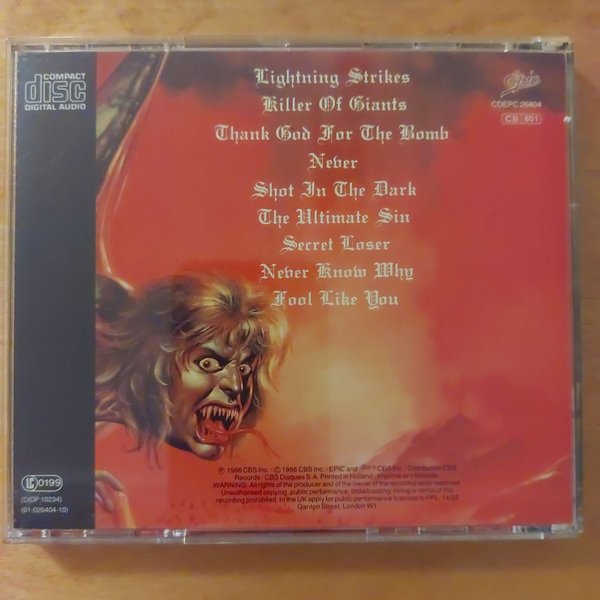 COMPACT
disc
DIGITAL AUDIO
Lightning Strikes
Killer Of Giants
Thank God For The Bomb
Never
Shot In The Dark
The Ultimate Sin
Secret Loser
Never Know Why
Fool Like You
Epic
CDEPC 26404
CB 801
LC 0199
(DIDP 10234)
(01-026404-10)
℗ 1986 CBS Inc. · © 1986 CBS Inc. / EPIC and are ® CBS Inc. Distribution CBS
Records / CBS Disques S.A. Printed in Holland / Imprimé en Hollande.
WARNING: All rights of the producer and of the owner of the recorded work reserved.
Unauthorised copying, public performance, broadcasting, hiring or rental of this
recording prohibited. In the UK apply for public performance licences to PPL, 14-22
Ganton Street, London W1.